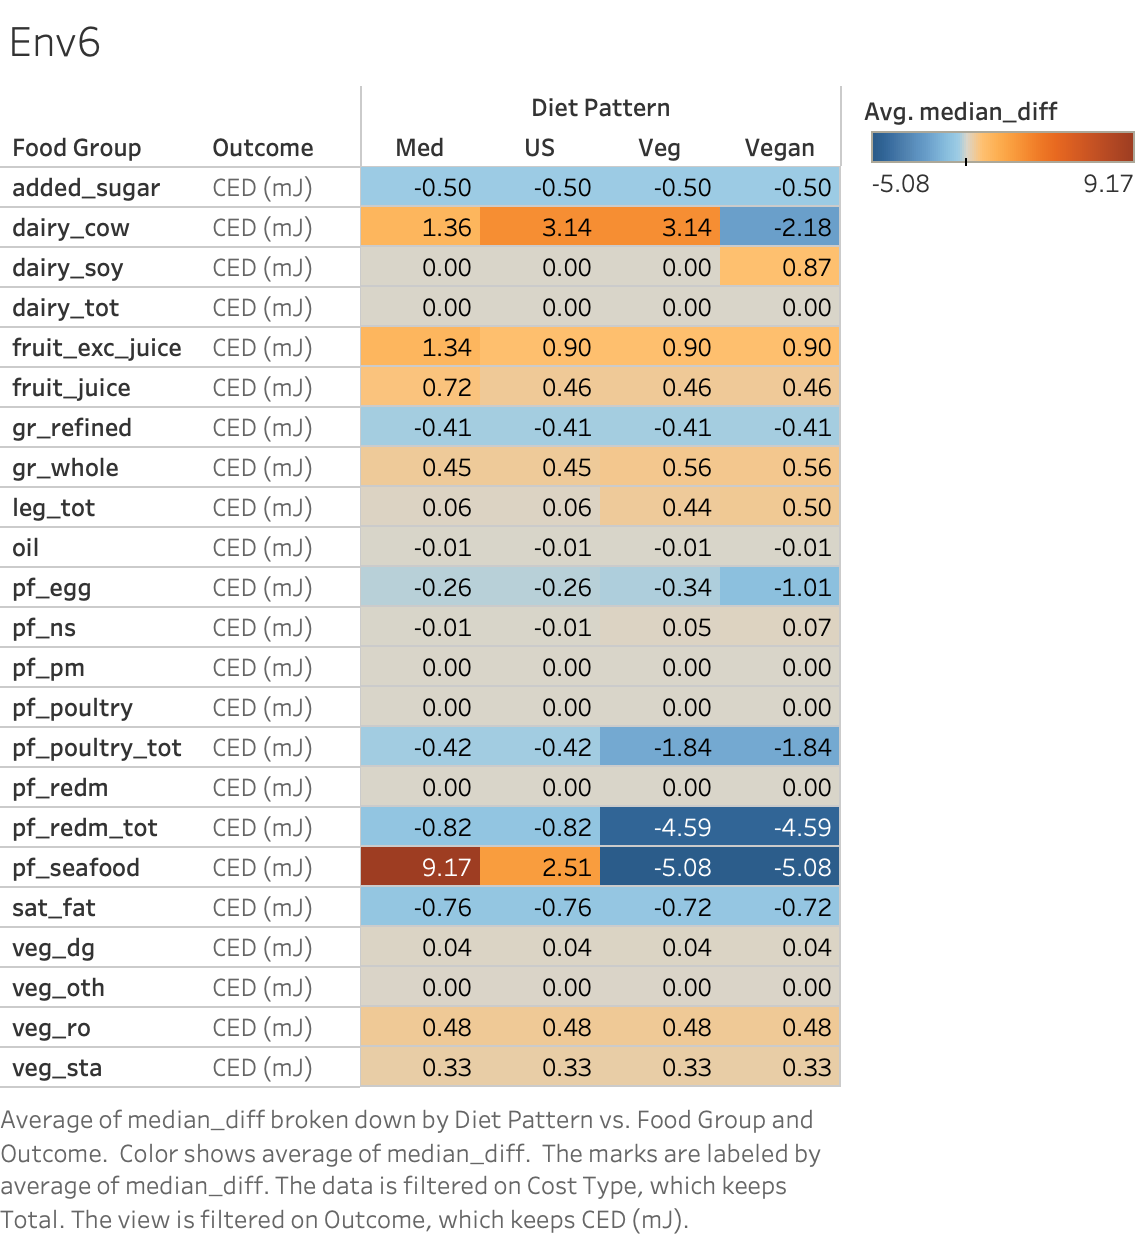 Env6
Diet Pattern
Food Group Outcome Med US Veg Vegan
added_sugar CED (mJ) -0.50 -0.50 -0.50 -0.50
dairy_cow CED (mJ) 1.36 3.14 3.14 -2.18
dairy_soy CED (mJ) 0.00 0.00 0.00 0.87
dairy_tot CED (mJ) 0.00 0.00 0.00 0.00
fruit_exc_juice CED (mJ) 1.34 0.90 0.90 0.90
fruit_juice CED (mJ) 0.72 0.46 0.46 0.46
gr_refined CED (mJ) -0.41 -0.41 -0.41 -0.41
gr_whole CED (mJ) 0.45 0.45 0.56 0.56
leg_tot CED (mJ) 0.06 0.06 0.44 0.50
oil CED (mJ) -0.01 -0.01 -0.01 -0.01
pf_egg CED (mJ) -0.26 -0.26 -0.34 -1.01
pf_ns CED (mJ) -0.01 -0.01 0.05 0.07
pf_pm CED (mJ) 0.00 0.00 0.00 0.00
pf_poultry CED (mJ) 0.00 0.00 0.00 0.00
pf_poultry_tot CED (mJ) -0.42 -0.42 -1.84 -1.84
pf_redm CED (mJ) 0.00 0.00 0.00 0.00
pf_redm_tot CED (mJ) -0.82 -0.82 -4.59 -4.59
pf_seafood CED (mJ) 9.17 2.51 -5.08 -5.08
sat_fat CED (mJ) -0.76 -0.76 -0.72 -0.72
veg_dg CED (mJ) 0.04 0.04 0.04 0.04
veg_oth CED (mJ) 0.00 0.00 0.00 0.00
veg_ro CED (mJ) 0.48 0.48 0.48 0.48
veg_sta CED (mJ) 0.33 0.33 0.33 0.33
Avg. median_diff
-5.08 9.17
Average of median_diff broken down by Diet Pattern vs. Food Group and
Outcome.  Color shows average of median_diff.  The marks are labeled by
average of median_diff. The data is filtered on Cost Type, which keeps
Total. The view is filtered on Outcome, which keeps CED (mJ).